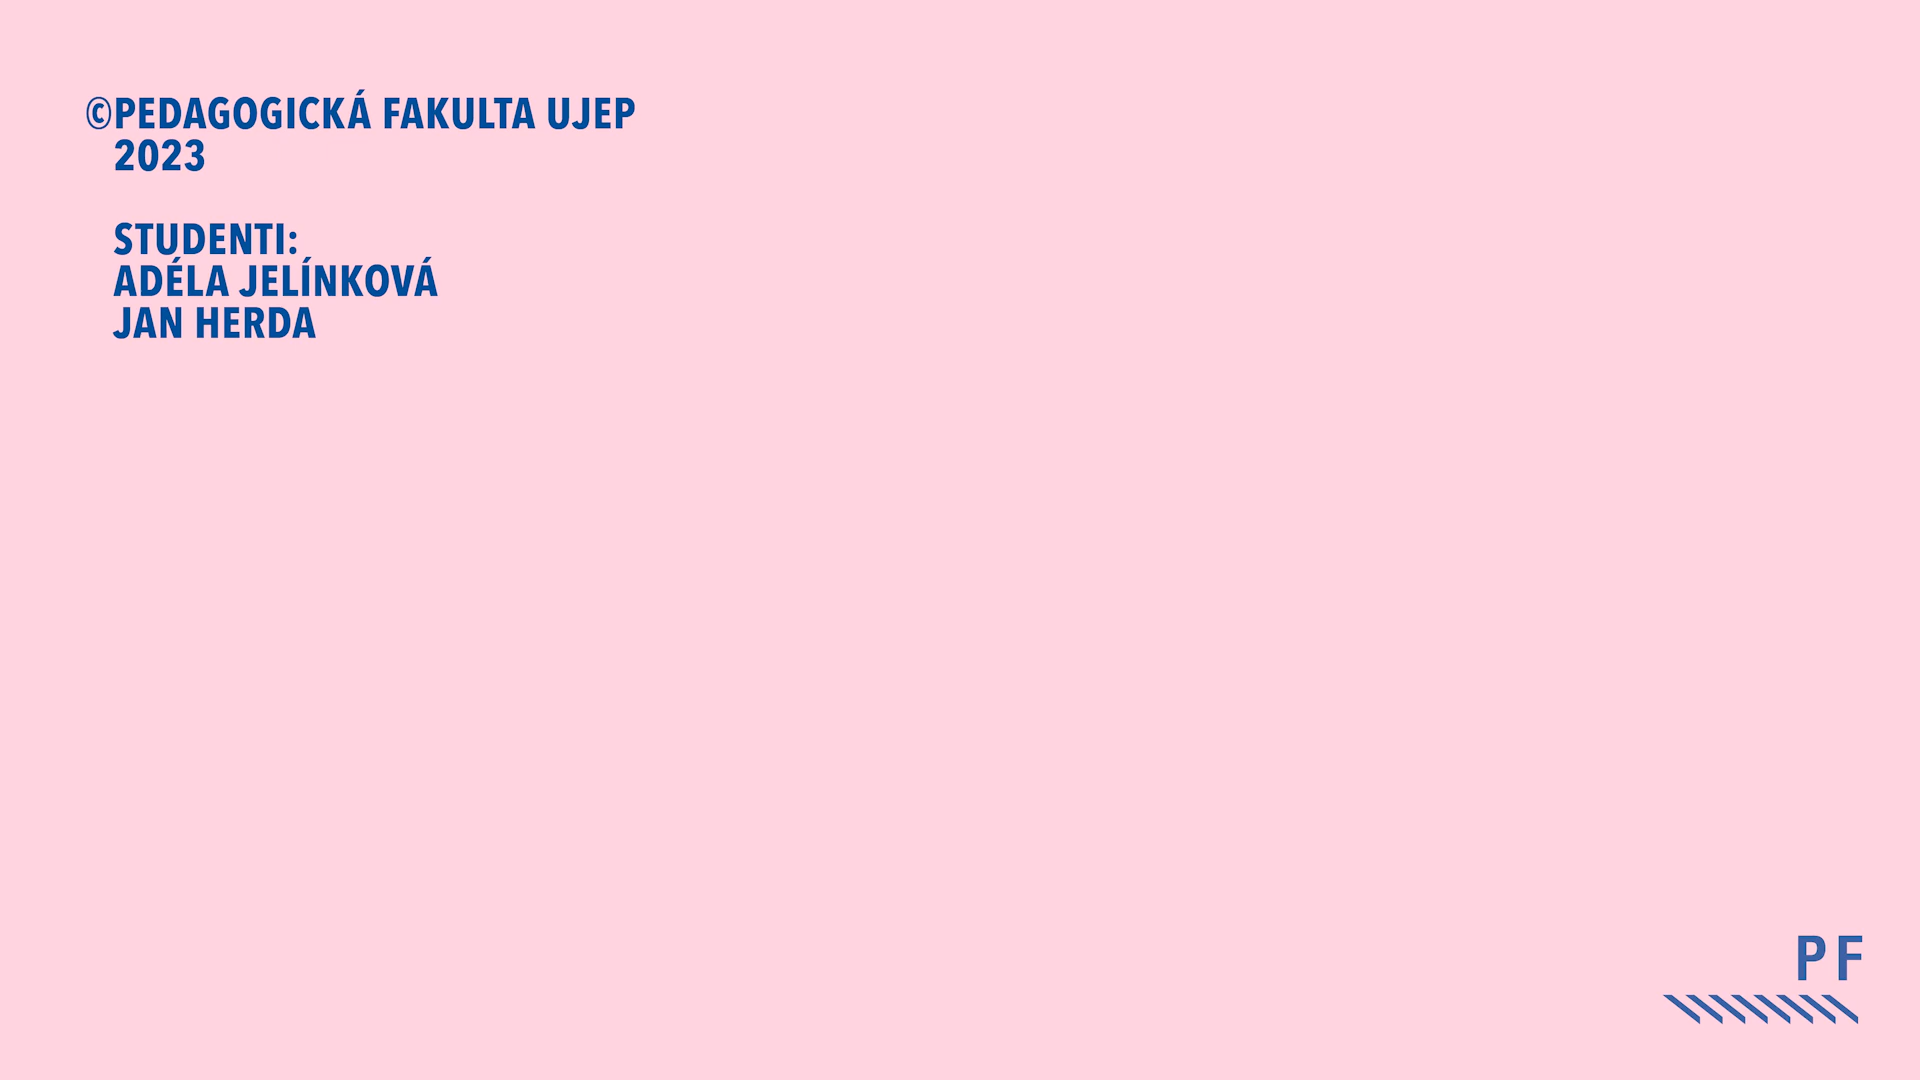 ©PEDAGOGICKÁ FAKULTA UJEP
2023
STUDENTI:
ADÉLA JELÍNKOVÁ
JAN HERDA
PF